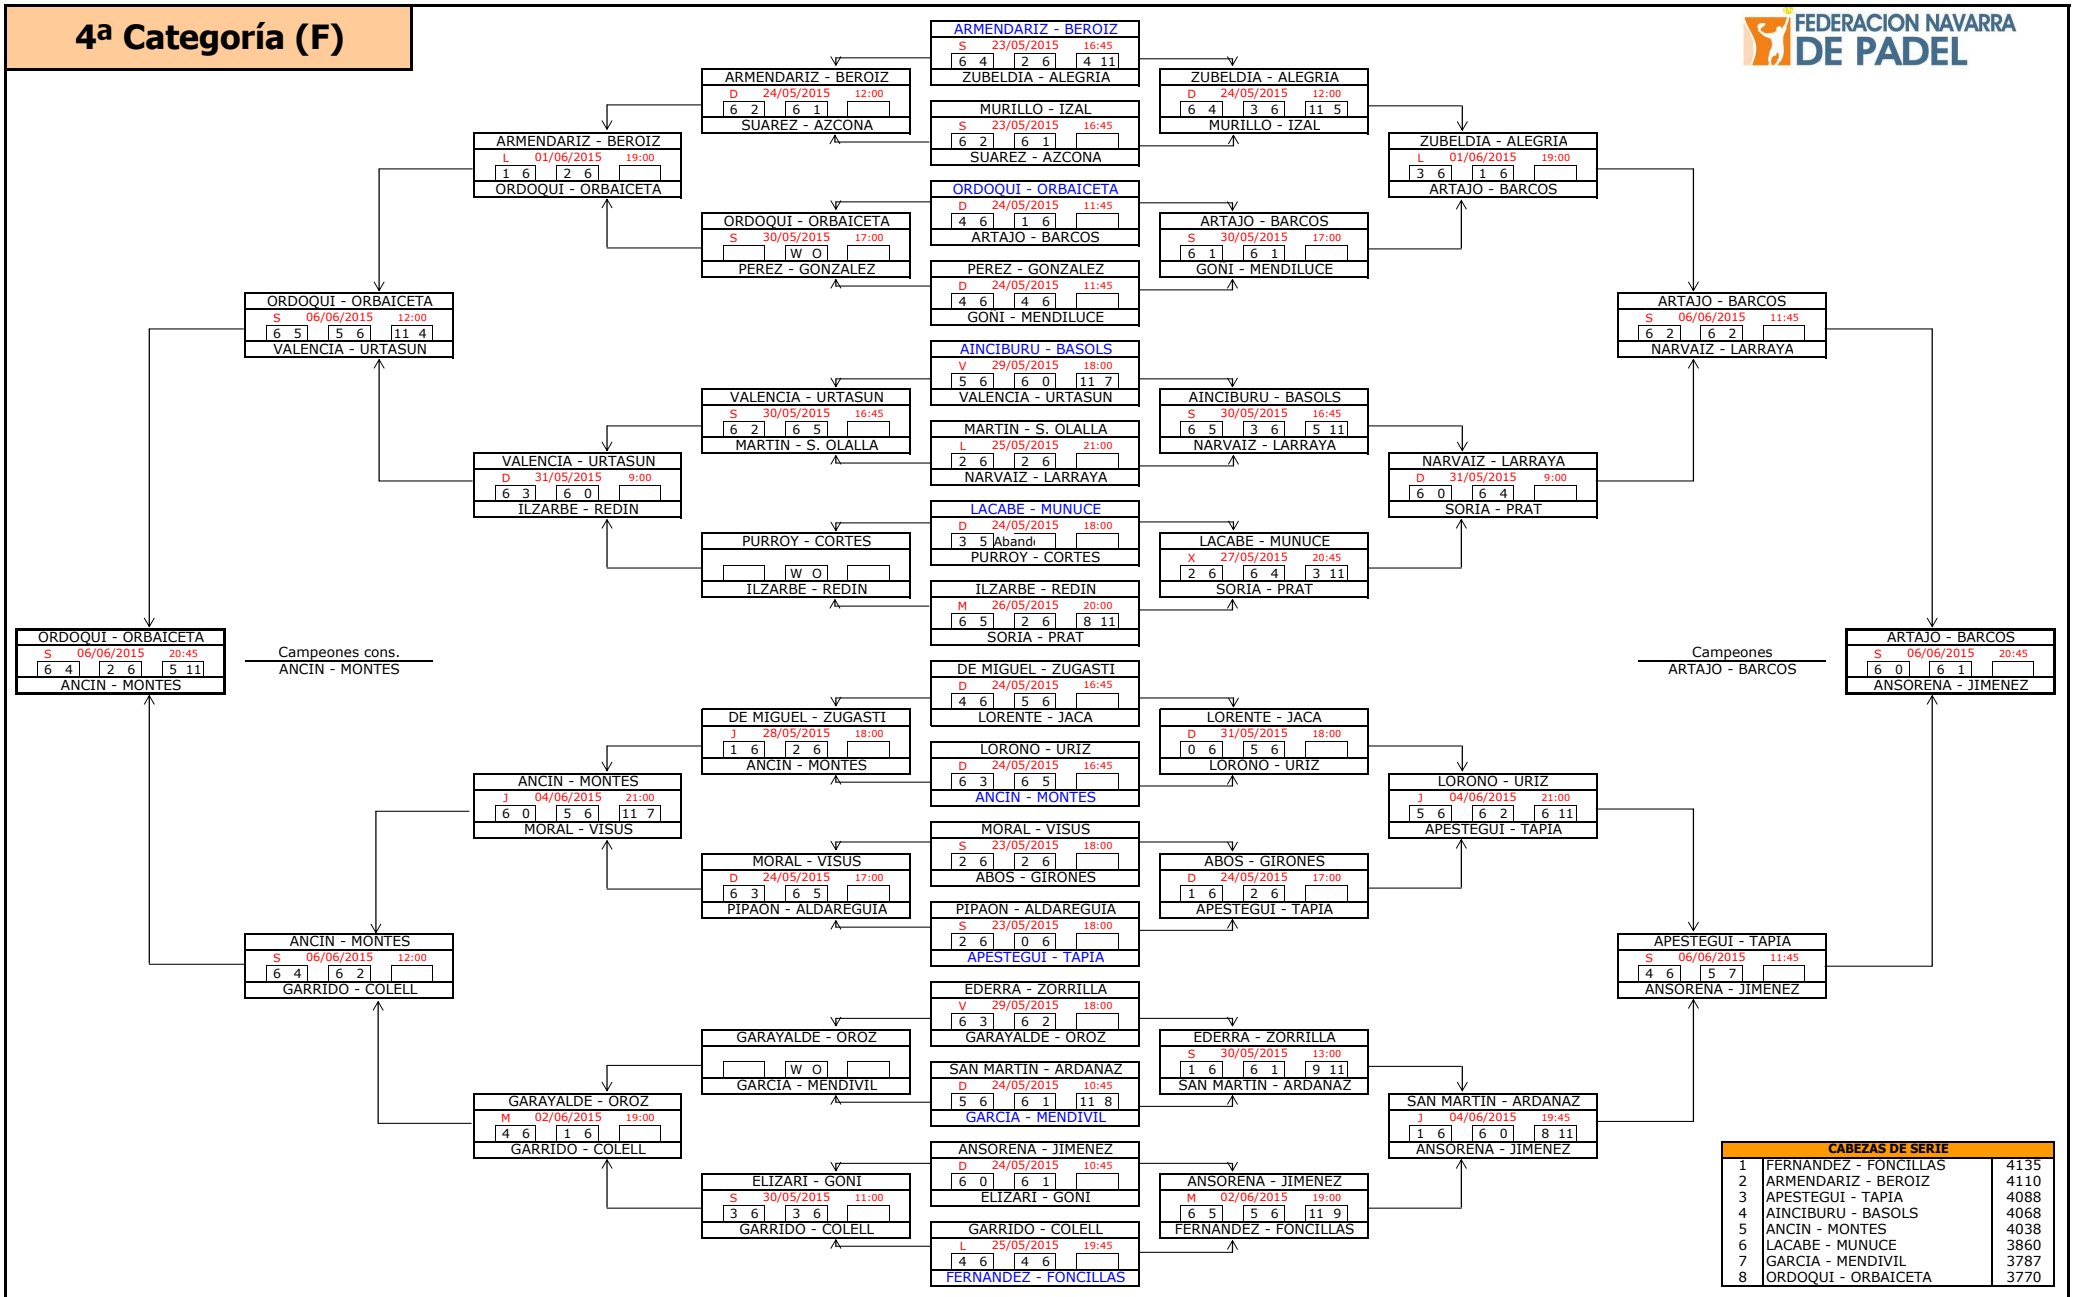 4ª Categoría (F)
FEDERACION NAVARRA
DE PADEL
ARMENDARIZ - BEROIZ
S 23/05/2015 16:45
6 4 2 6 4 11
ZUBELDIA - ALEGRIA
MURILLO - IZAL
S 23/05/2015 16:45
6 2 6 1
SUAREZ - AZCONA
ORDOQUI - ORBAICETA
D 24/05/2015 11:45
4 6 1 6
ARTAJO - BARCOS
PEREZ - GONZALEZ
D 24/05/2015 11:45
4 6 4 6
GOÑI - MENDILUCE
AINCIBURU - BASOLS
V 29/05/2015 18:00
5 6 6 0 11 7
VALENCIA - URTASUN
MARTIN - S. OLALLA
L 25/05/2015 21:00
2 6 2 6
NARVAIZ - LARRAYA
LACABE - MUNUCE
D 24/05/2015 18:00
3 5 Aband
PURROY - CORTES
ILZARBE - REDIN
M 26/05/2015 20:00
6 5 2 6 8 11
SORIA - PRAT
DE MIGUEL - ZUGASTI
D 24/05/2015 16:45
4 6 5 6
LORENTE - JACA
LOROÑO - URIZ
D 24/05/2015 16:45
6 3 6 5
ANCIN - MONTES
MORAL - VISUS
S 23/05/2015 18:00
2 6 2 6
ABOS - GIRONES
PIPAON - ALDAREGUIA
S 23/05/2015 18:00
2 6 0 6
APESTEGUI - TAPIA
EDERRA - ZORRILLA
V 29/05/2015 18:00
6 3 6 2
GARAYALDE - OROZ
SAN MARTIN - ARDANAZ
D 24/05/2015 10:45
5 6 6 1 11 8
GARCIA - MENDIVIL
ANSORENA - JIMENEZ
D 24/05/2015 10:45
6 0 6 1
ELIZARI - GOÑI
GARRIDO - COLELL
L 25/05/2015 19:45
4 6 4 6
FERNANDEZ - FONCILLAS
ARMENDARIZ - BEROIZ
D 24/05/2015 12:00
6 2 6 1
SUAREZ - AZCONA
ORDOQUI - ORBAICETA
S 30/05/2015 17:00
W O
PEREZ - GONZALEZ
VALENCIA - URTASUN
S 30/05/2015 16:45
6 2 6 5
MARTIN - S. OLALLA
PURROY - CORTES
W O
ILZARBE - REDIN
DE MIGUEL - ZUGASTI
J 28/05/2015 18:00
1 6 2 6
ANCIN - MONTES
MORAL - VISUS
D 24/05/2015 17:00
6 3 6 5
PIPAON - ALDAREGUIA
GARAYALDE - OROZ
W O
GARCIA - MENDIVIL
ELIZARI - GOÑI
S 30/05/2015 11:00
3 6 3 6
GARRIDO - COLELL
ARMENDARIZ - BEROIZ
L 01/06/2015 19:00
1 6 2 6
ORDOQUI - ORBAICETA
VALENCIA - URTASUN
D 31/05/2015 9:00
6 3 6 0
ILZARBE - REDIN
ANCIN - MONTES
J 04/06/2015 21:00
6 0 5 6 11 7
MORAL - VISUS
GARAYALDE - OROZ
M 02/06/2015 19:00
4 6 1 6
GARRIDO - COLELL
ORDOQUI - ORBAICETA
S 06/06/2015 12:00
6 5 5 6 11 4
VALENCIA - URTASUN
ANCIN - MONTES
S 06/06/2015 12:00
6 4 6 2
GARRIDO - COLELL
ORDOQUI - ORBAICETA
S 06/06/2015 20:45
6 4 2 6 5 11
ANCIN - MONTES
Campeones cons.
ANCIN - MONTES
ZUBELDIA - ALEGRIA
D 24/05/2015 12:00
6 4 3 6 11 5
MURILLO - IZAL
ARTAJO - BARCOS
S 30/05/2015 17:00
6 1 6 1
GOÑI - MENDILUCE
AINCIBURU - BASOLS
S 30/05/2015 16:45
6 5 3 6 5 11
NARVAIZ - LARRAYA
LACABE - MUNUCE
X 27/05/2015 20:45
2 6 6 4 3 11
SORIA - PRAT
LORENTE - JACA
D 31/05/2015 18:00
0 6 5 6
LOROÑO - URIZ
ABOS - GIRONES
D 24/05/2015 17:00
1 6 2 6
APESTEGUI - TAPIA
EDERRA - ZORRILLA
S 30/05/2015 13:00
1 6 6 1 9 11
SAN MARTIN - ARDANAZ
ANSORENA - JIMENEZ
M 02/06/2015 19:00
6 5 5 6 11 9
FERNANDEZ - FONCILLAS
ZUBELDIA - ALEGRIA
L 01/06/2015 19:00
3 6 1 6
ARTAJO - BARCOS
NARVAIZ - LARRAYA
D 31/05/2015 9:00
6 0 6 4
SORIA - PRAT
LOROÑO - URIZ
J 04/06/2015 21:00
5 6 6 2 6 11
APESTEGUI - TAPIA
SAN MARTIN - ARDANAZ
J 04/06/2015 19:45
1 6 6 0 8 11
ANSORENA - JIMENEZ
ARTAJO - BARCOS
S 06/06/2015 11:45
6 2 6 2
NARVAIZ - LARRAYA
APESTEGUI - TAPIA
S 06/06/2015 11:45
4 6 5 7
ANSORENA - JIMENEZ
Campeones
ARTAJO - BARCOS
ARTAJO - BARCOS
S 06/06/2015 20:45
6 0 6 1
ANSORENA - JIMENEZ
CABEZAS DE SERIE
1 FERNANDEZ - FONCILLAS 4135
2 ARMENDARIZ - BEROIZ 4110
3 APESTEGUI - TAPIA 4088
4 AINCIBURU - BASOLS 4068
5 ANCIN - MONTES 4038
6 LACABE - MUNUCE 3860
7 GARCIA - MENDIVIL 3787
8 ORDOQUI - ORBAICETA 3770